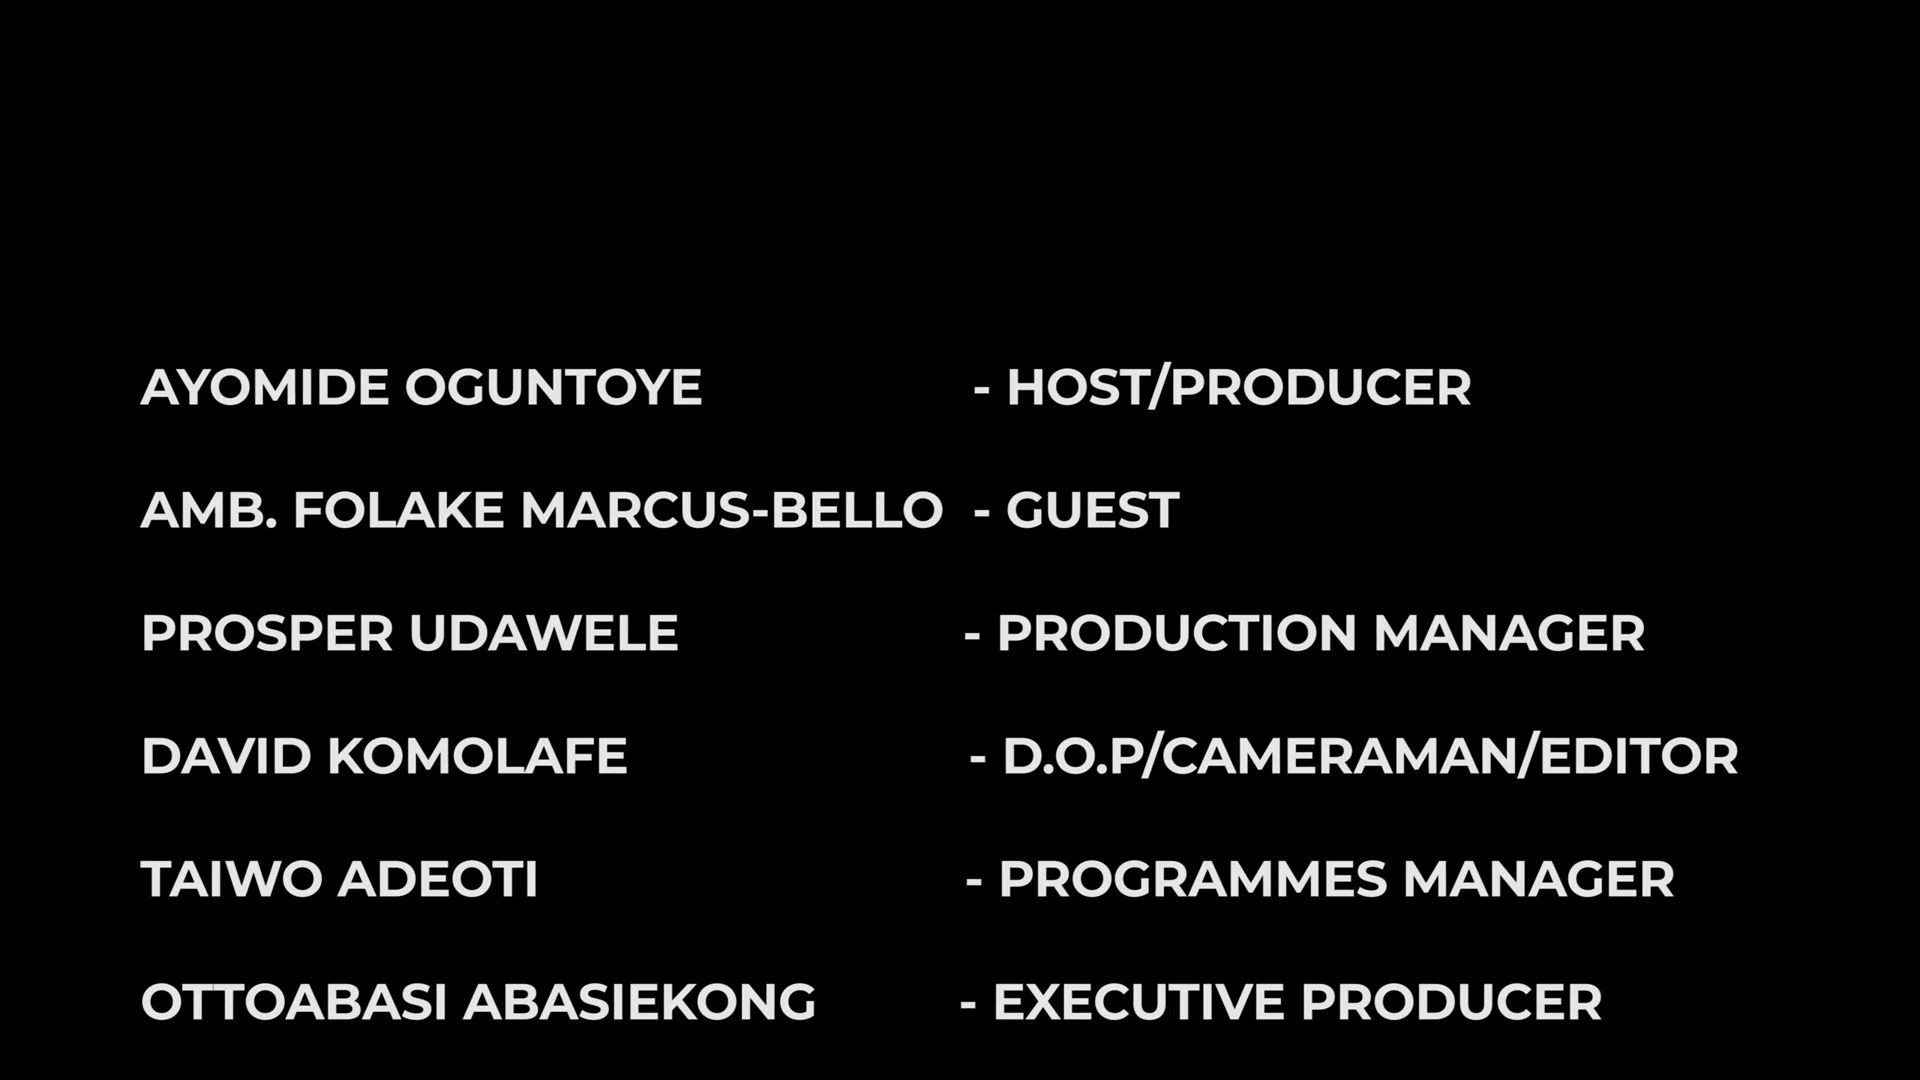 AYOMIDE OGUNTOYE - HOST/PRODUCER
AMB. FOLAKE MARCUS-BELLO - GUEST
PROSPER UDAWELE - PRODUCTION MANAGER
DAVID KOMOLAFE - D.O.P/CAMERAMAN/EDITOR
TAIWO ADEOTI - PROGRAMMES MANAGER
OTTOABASI ABASIEKONG - EXECUTIVE PRODUCER